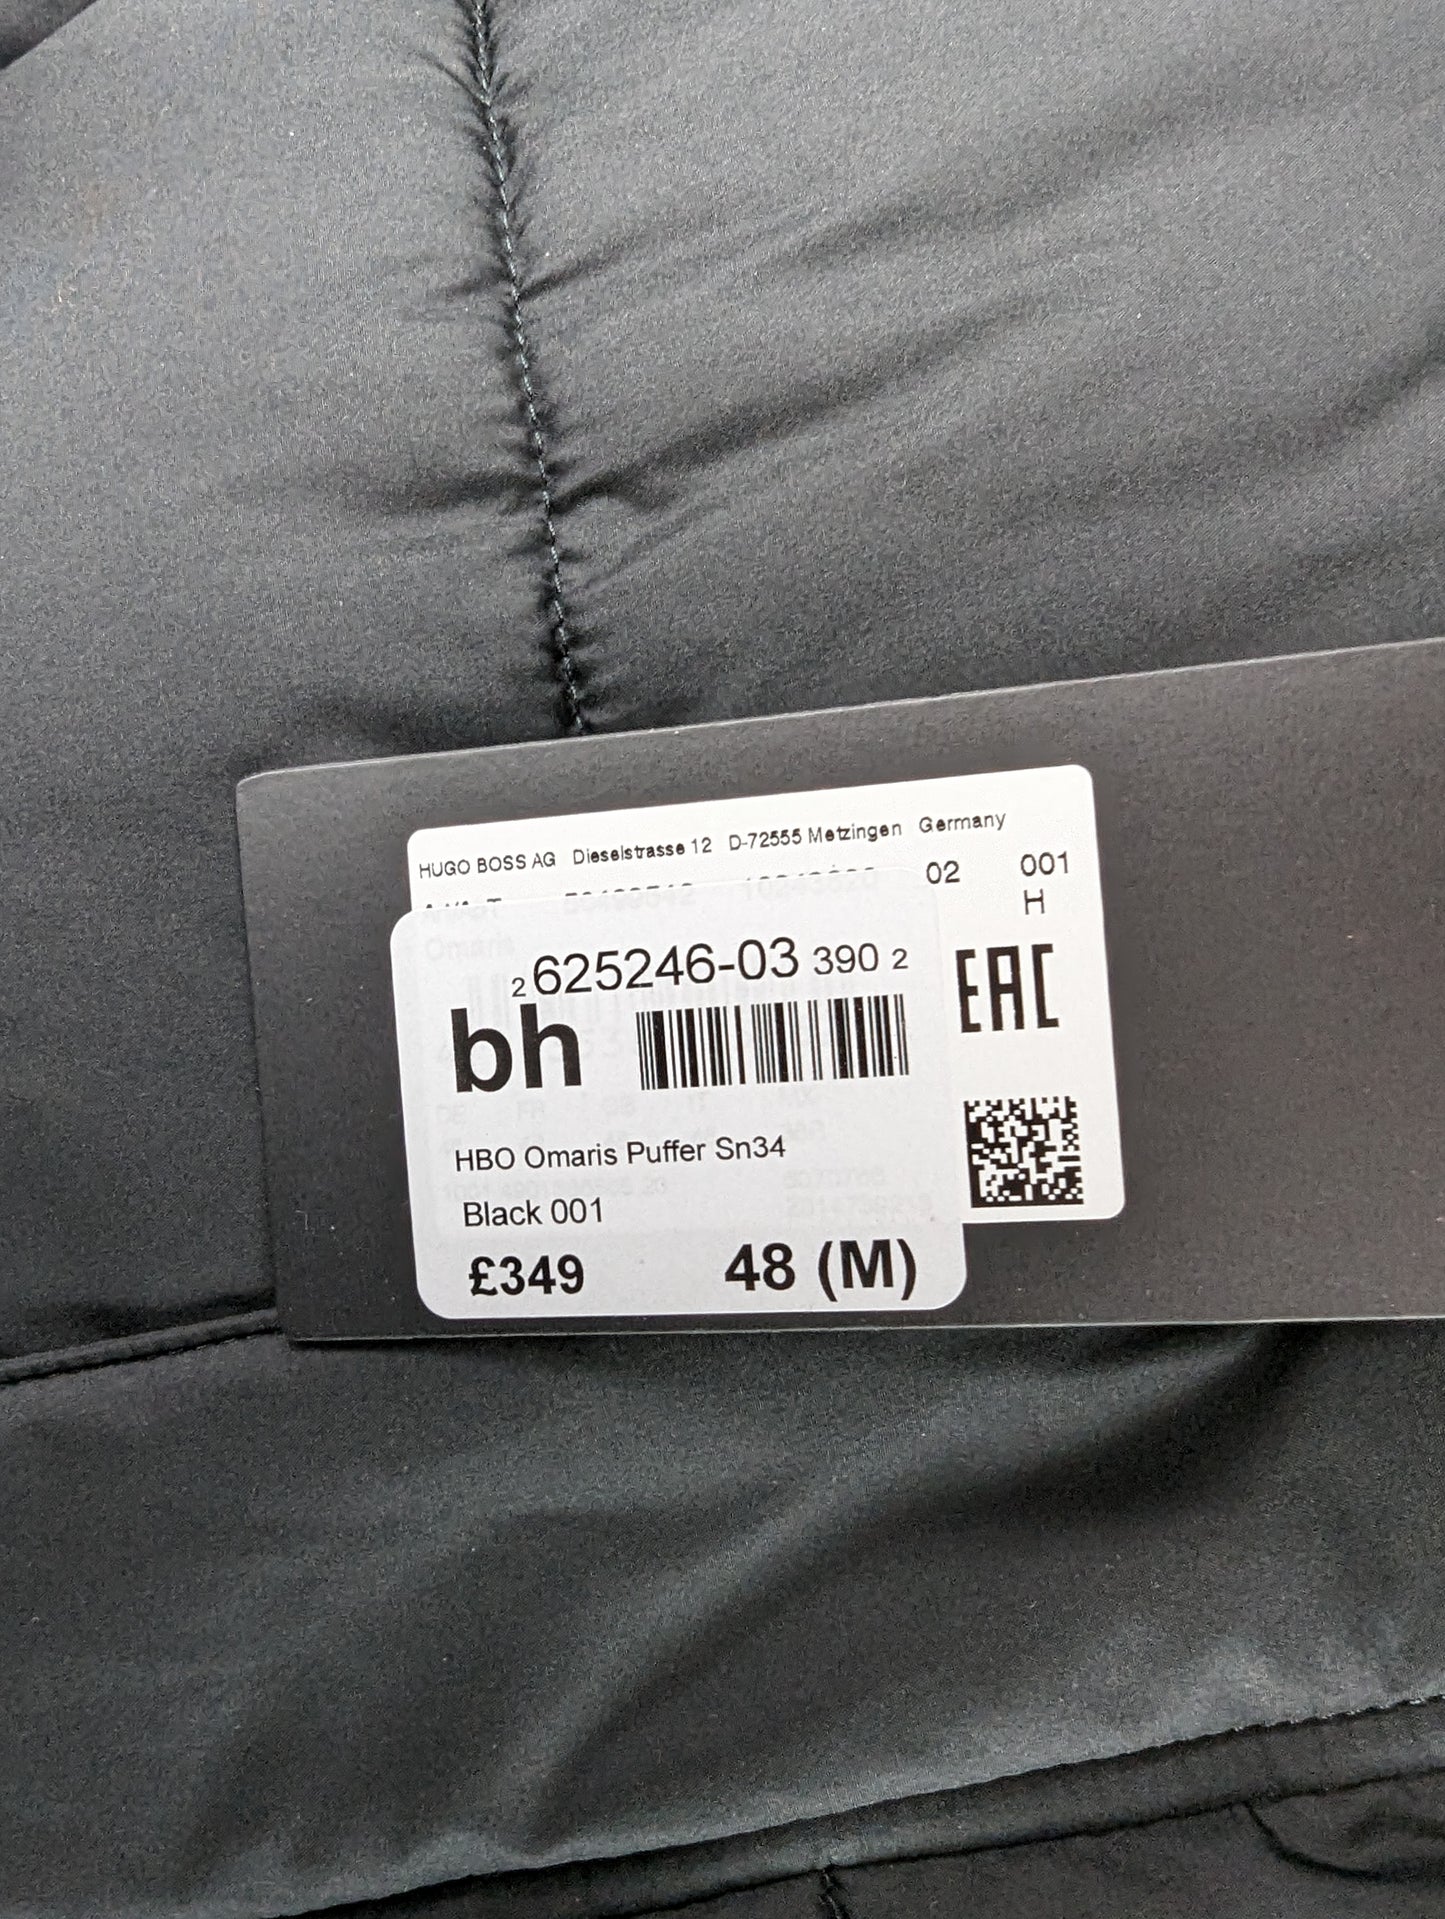 HUGO BOSS AG Dieselstrasse 12 D-72555 Metzingen Germany
02 001
H
Omaris
2 625246-03 390 2
EAC
bh
HBO Omaris Puffer Sn34
Black 001
£349 48 (M)